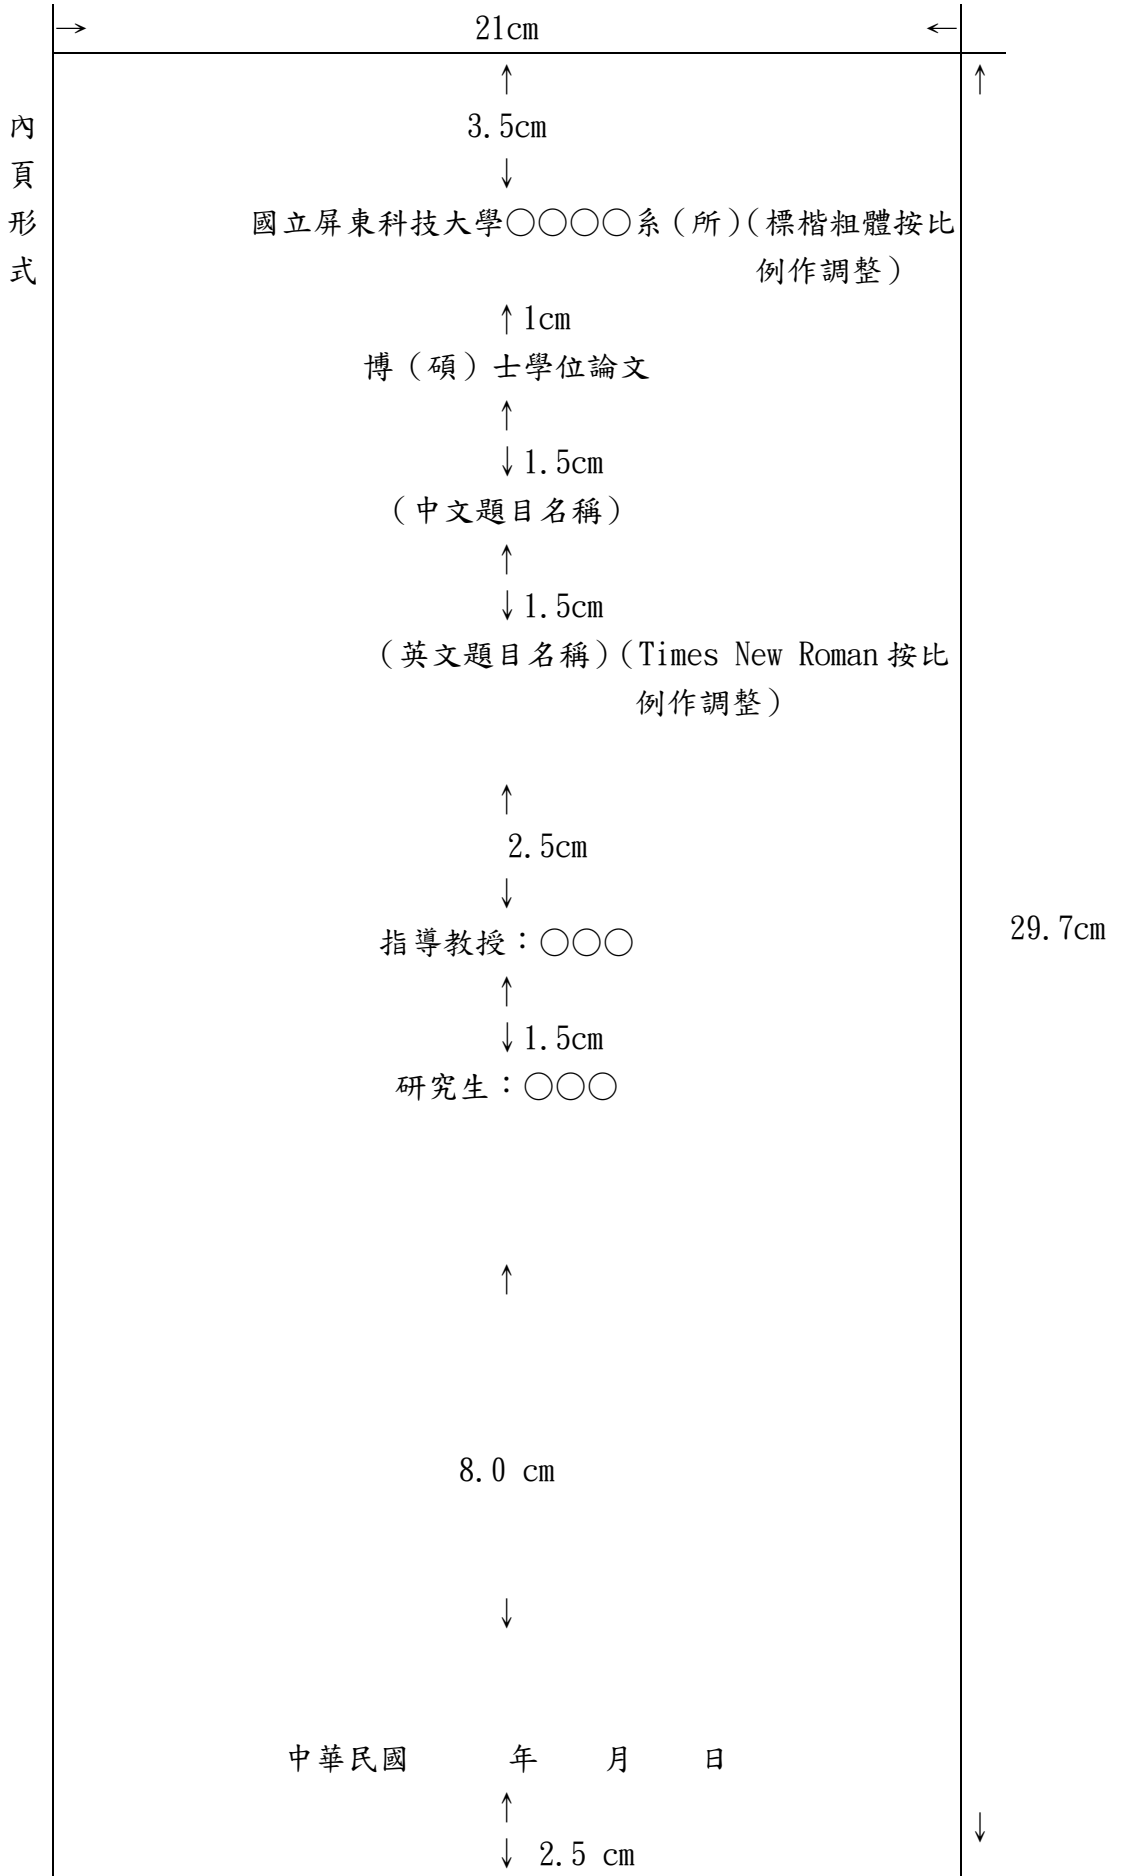 → 21cm ←
↑ ↑
3.5cm
↓
內頁形式
國立屏東科技大學○○○○系（所）（標楷粗體按比
例作調整）
↑1cm
博（碩）士學位論文
↑
↓1.5cm
（中文題目名稱）
↑
↓1.5cm
（英文題目名稱）（Times New Roman 按比
例作調整）
↑
2.5cm
↓
29.7cm
指導教授：○○○
↑
↓1.5cm
研究生：○○○
↑
8.0 cm
↓
中華民國 年 月 日
↑
↓ 2.5 cm ↓